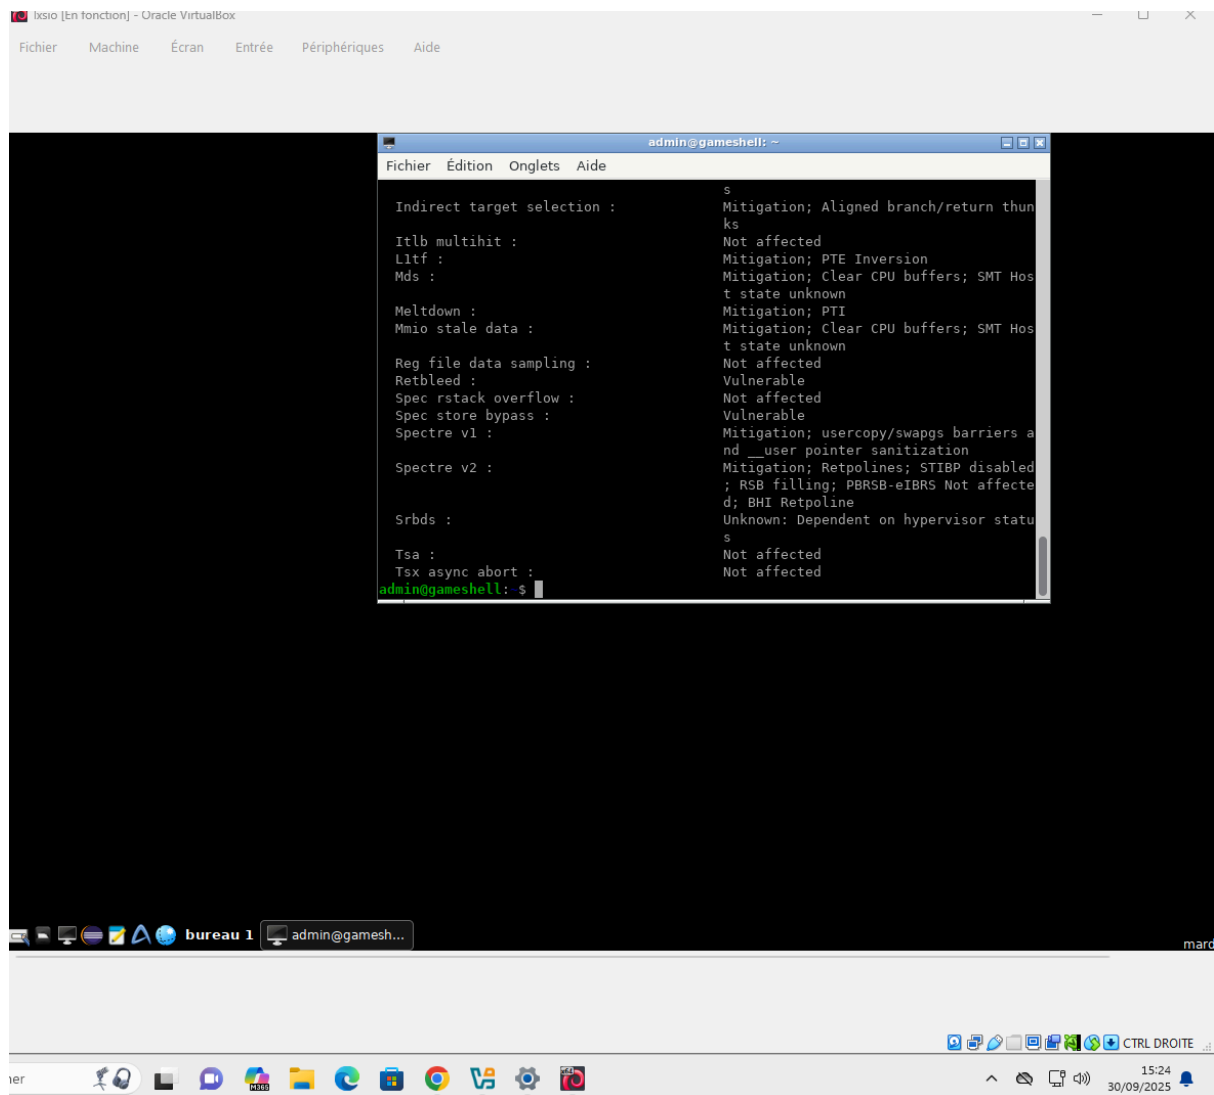 lxsio [En fonction] - Oracle VirtualBox
Fichier Machine Écran Entrée Périphériques Aide
admin@gameshell: ~
Fichier Édition Onglets Aide
s
Indirect target selection : Mitigation; Aligned branch/return thun
ks
Itlb multihit : Not affected
L1tf : Mitigation; PTE Inversion
Mds : Mitigation; Clear CPU buffers; SMT Hos
t state unknown
Meltdown : Mitigation; PTI
Mmio stale data : Mitigation; Clear CPU buffers; SMT Hos
t state unknown
Reg file data sampling : Not affected
Retbleed : Vulnerable
Spec rstack overflow : Not affected
Spec store bypass : Vulnerable
Spectre v1 : Mitigation; usercopy/swapgs barriers a
nd __user pointer sanitization
Spectre v2 : Mitigation; Retpolines; STIBP disabled
; RSB filling; PBRSB-eIBRS Not affecte
d; BHI Retpoline
Srbds : Unknown: Dependent on hypervisor statu
s
Tsa : Not affected
Tsx async abort : Not affected
admin@gameshell:~$
bureau 1 admin@gamesh...
mard
CTRL DROITE
ner
M365
15:24
30/09/2025